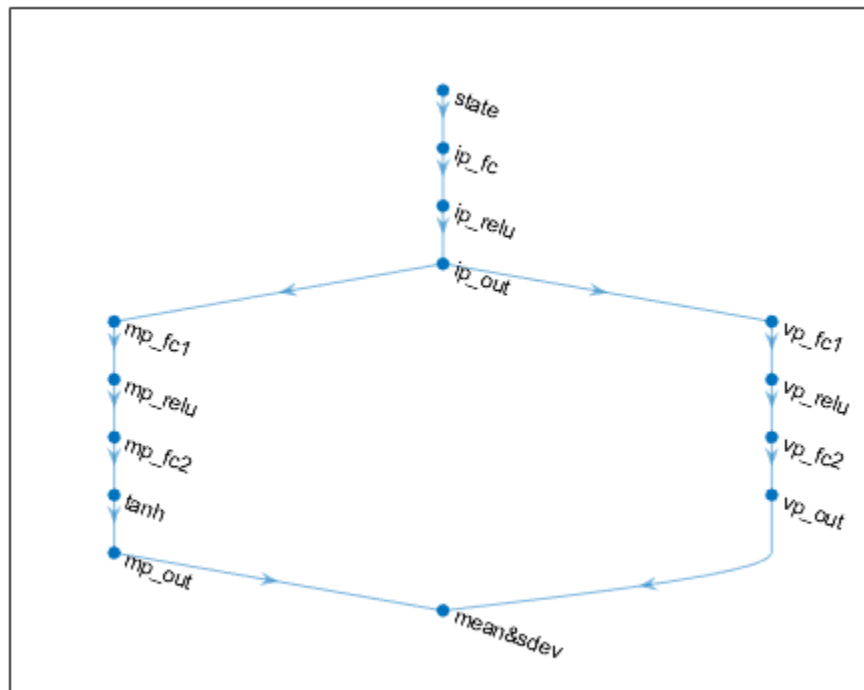 state
ip_fc
ip_relu
ip_out
mp_fc1
vp_fc1
mp_relu
vp_relu
mp_fc2
vp_fc2
tanh
vp_out
mp_out
mean&sdev